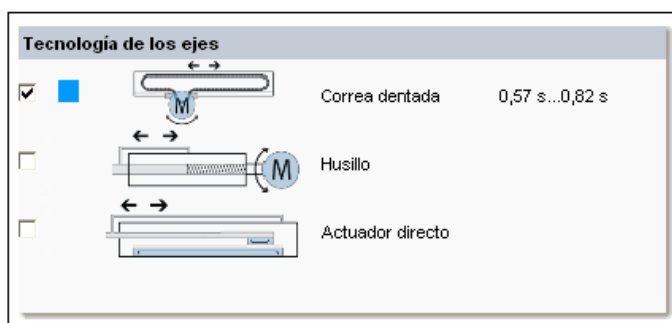 Tecnología de los ejes
M Correa dentada 0,57 s...0,82 s
M Husillo
Actuador directo